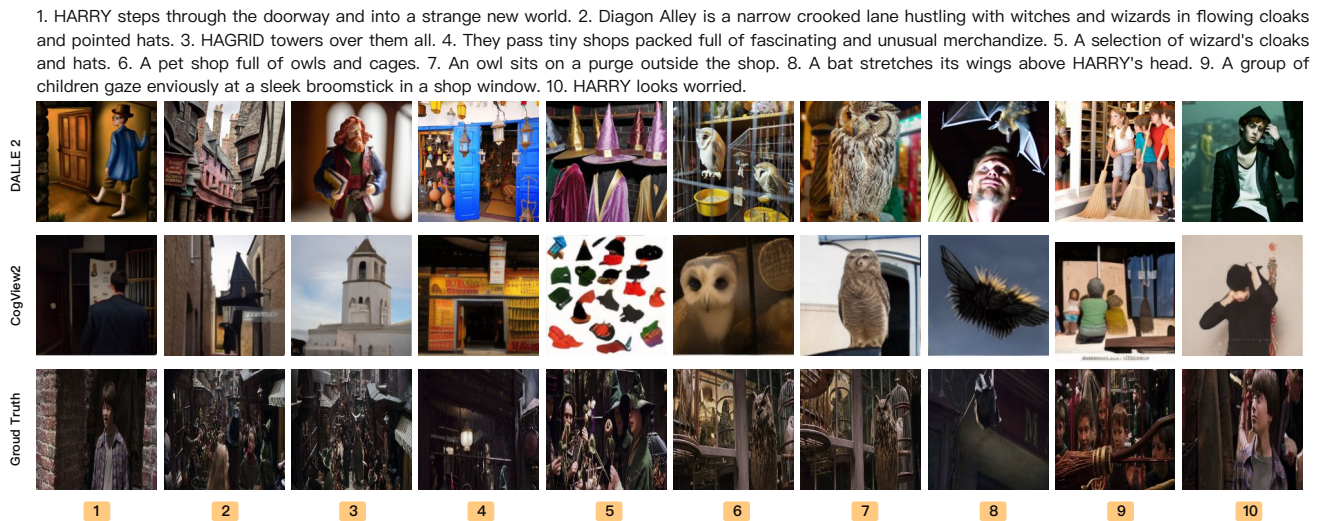 1. HARRY steps through the doorway and into a strange new world. 2. Diagon Alley is a narrow crooked lane hustling with witches and wizards in flowing cloaks
and pointed hats. 3. HAGRID towers over them all. 4. They pass tiny shops packed full of fascinating and unusual merchandize. 5. A selection of wizard's cloaks
and hats. 6. A pet shop full of owls and cages. 7. An owl sits on a purge outside the shop. 8. A bat stretches its wings above HARRY's head. 9. A group of
children gaze enviously at a sleek broomstick in a shop window. 10. HARRY looks worried.
DALLE 2
CogView2
Groud Truth
1
2
3
4
5
6
7
8
9
10